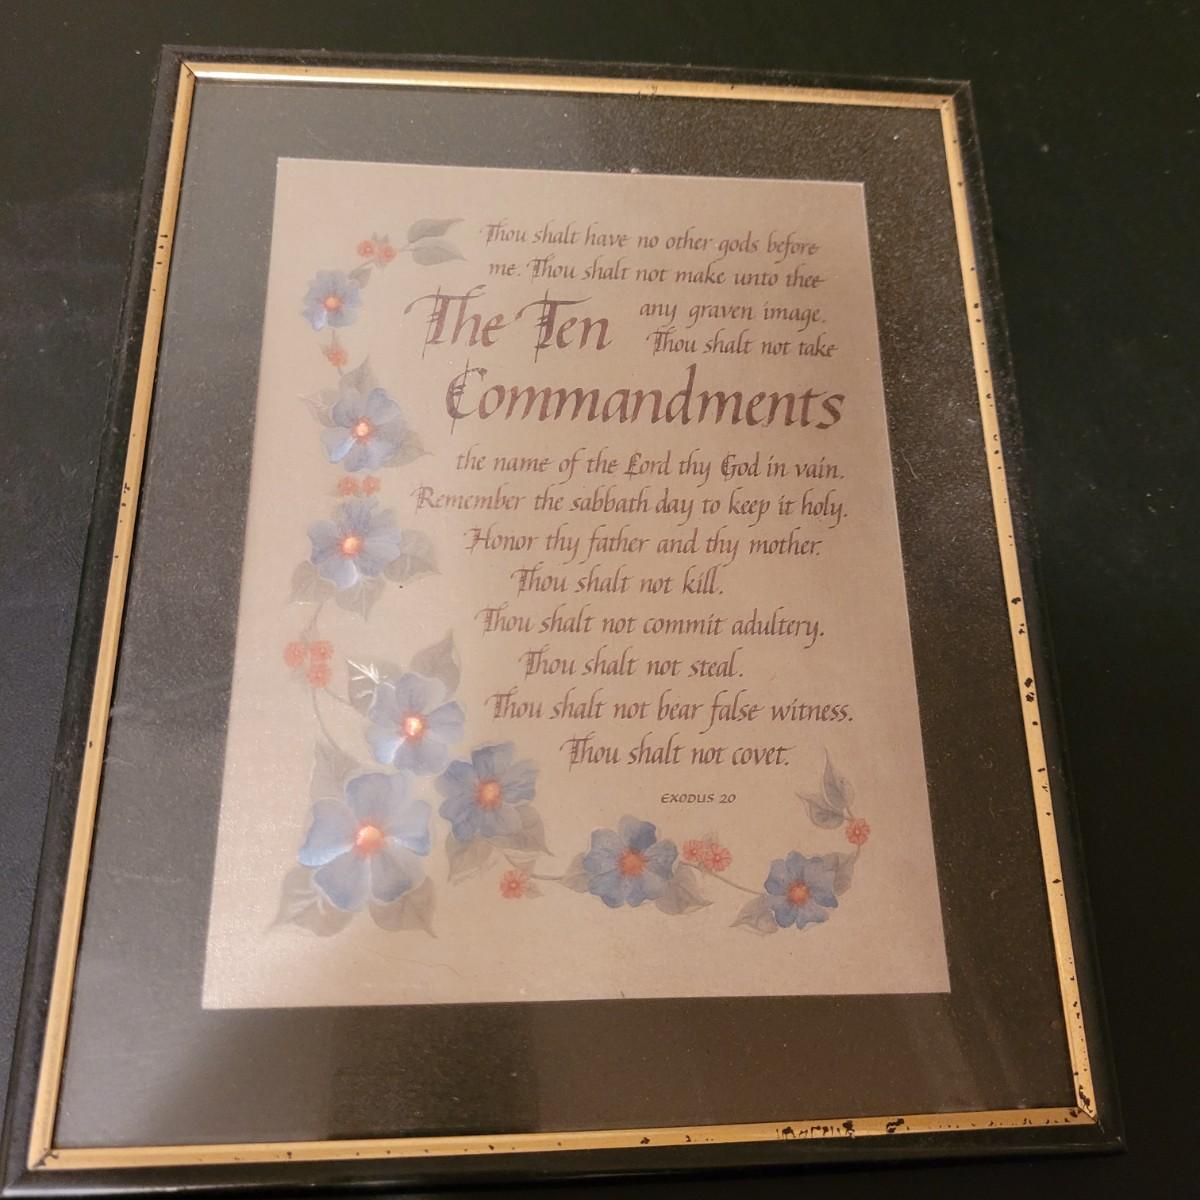 Thou shalt have no other gods before
me. Thou shalt not make unto thee
any graven image.
The Ten
Thou shalt not take
Commandments
the name of the Lord thy God in vain.
Remember the sabbath day to keep it holy.
Honor thy father and thy mother.
Thou shalt not kill.
Thou shalt not commit adultery.
Thou shalt not steal.
Thou shalt not bear false witness.
Thou shalt not covet.
EXODUS 20